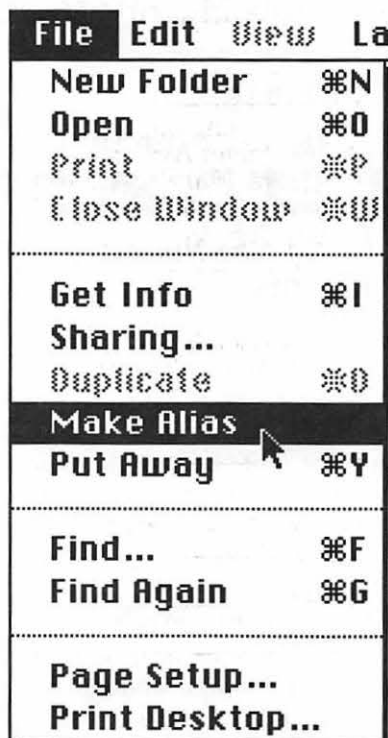 File Edit View La
New Folder ⌘N
Open ⌘O
Print ⌘P
Close Window ⌘W
Get Info ⌘I
Sharing...
Duplicate ⌘D
Make Alias
Put Away ⌘Y
Find... ⌘F
Find Again ⌘G
Page Setup...
Print Desktop...